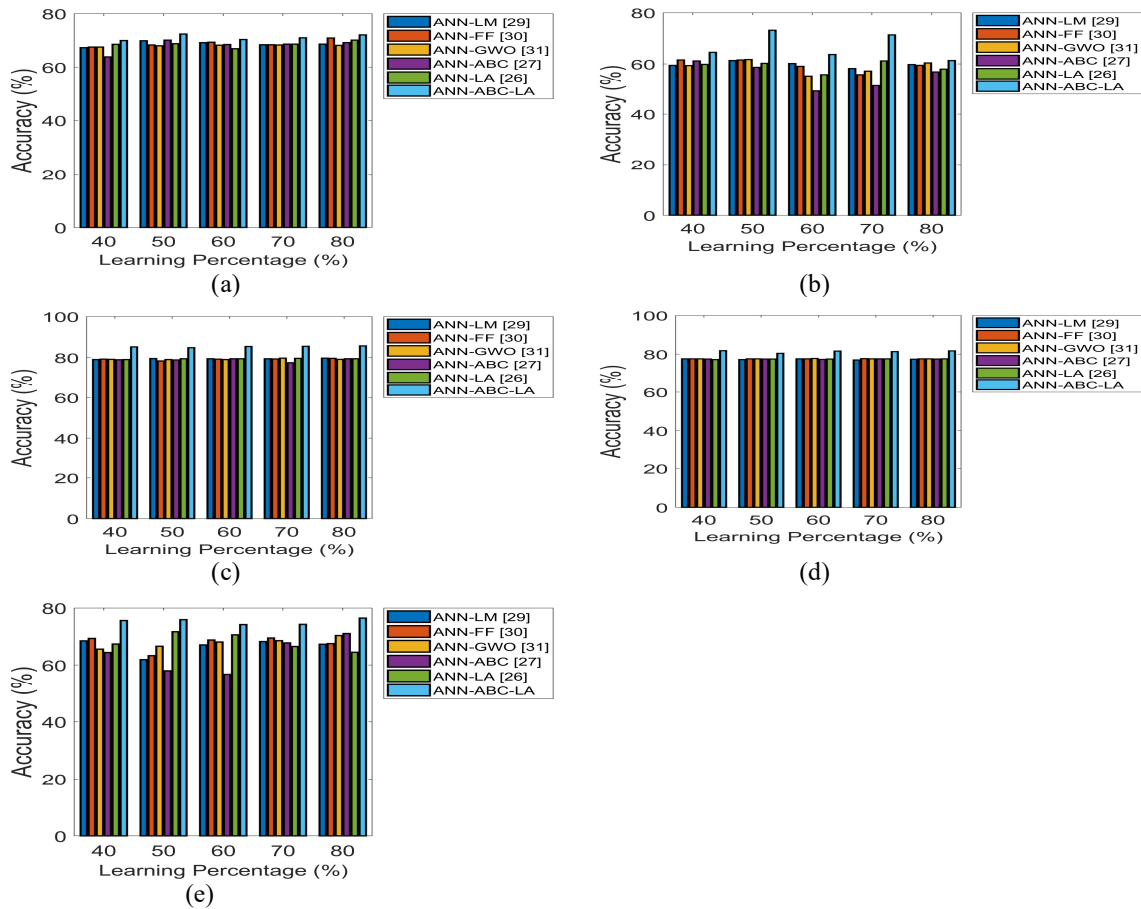 80
60
40
20
0
Accuracy (%)
40 50 60 70 80
Learning Percentage (%)
ANN-LM [29]
ANN-FF [30]
ANN-GWO [31]
ANN-ABC [27]
ANN-LA [26]
ANN-ABC-LA
(a)
80
60
40
20
0
Accuracy (%)
40 50 60 70 80
Learning Percentage (%)
ANN-LM [29]
ANN-FF [30]
ANN-GWO [31]
ANN-ABC [27]
ANN-LA [26]
ANN-ABC-LA
(b)
100
80
60
40
20
0
Accuracy (%)
40 50 60 70 80
Learning Percentage (%)
ANN-LM [29]
ANN-FF [30]
ANN-GWO [31]
ANN-ABC [27]
ANN-LA [26]
ANN-ABC-LA
(c)
100
80
60
40
20
0
Accuracy (%)
40 50 60 70 80
Learning Percentage (%)
ANN-LM [29]
ANN-FF [30]
ANN-GWO [31]
ANN-ABC [27]
ANN-LA [26]
ANN-ABC-LA
(d)
80
60
40
20
0
Accuracy (%)
40 50 60 70 80
Learning Percentage (%)
ANN-LM [29]
ANN-FF [30]
ANN-GWO [31]
ANN-ABC [27]
ANN-LA [26]
ANN-ABC-LA
(e)